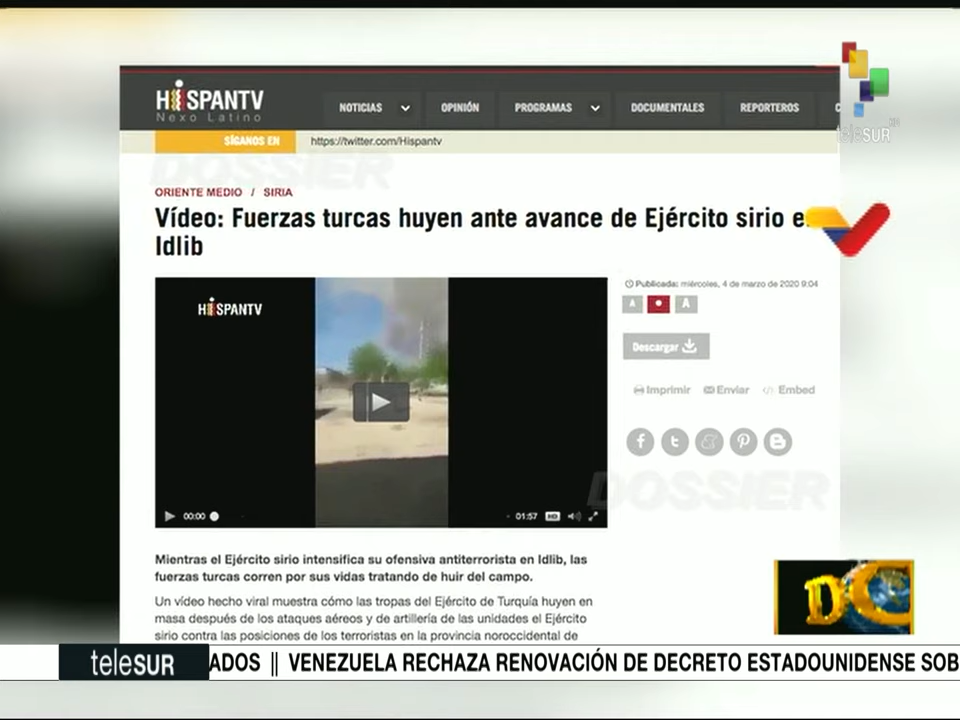 HISPANTV
Nexo Latino
NOTICIAS OPINIÓN PROGRAMAS DOCUMENTALES REPORTEROS
teleSUR
SÍGANOS EN https://twitter.com/Hispantv
DOSSIER
ORIENTE MEDIO / SIRIA
Vídeo: Fuerzas turcas huyen ante avance de Ejército sirio e
Idlib
Publicada: miércoles, 4 de marzo de 2020 9:04
A A
HISPANTV
Descargar
Imprimir Enviar Embed
DOSSIER
00:00 01:57 HD
Mientras el Ejército sirio intensifica su ofensiva antiterrorista en Idlib, las
fuerzas turcas corren por sus vidas tratando de huir del campo.
Un vídeo hecho viral muestra cómo las tropas del Ejército de Turquía huyen en
masa después de los ataques aéreos y de artillería de las unidades el Ejército
sirio contra las posiciones de los terroristas en la provincia noroccidental de
teleSUR ADOS || VENEZUELA RECHAZA RENOVACIÓN DE DECRETO ESTADOUNIDENSE SOB